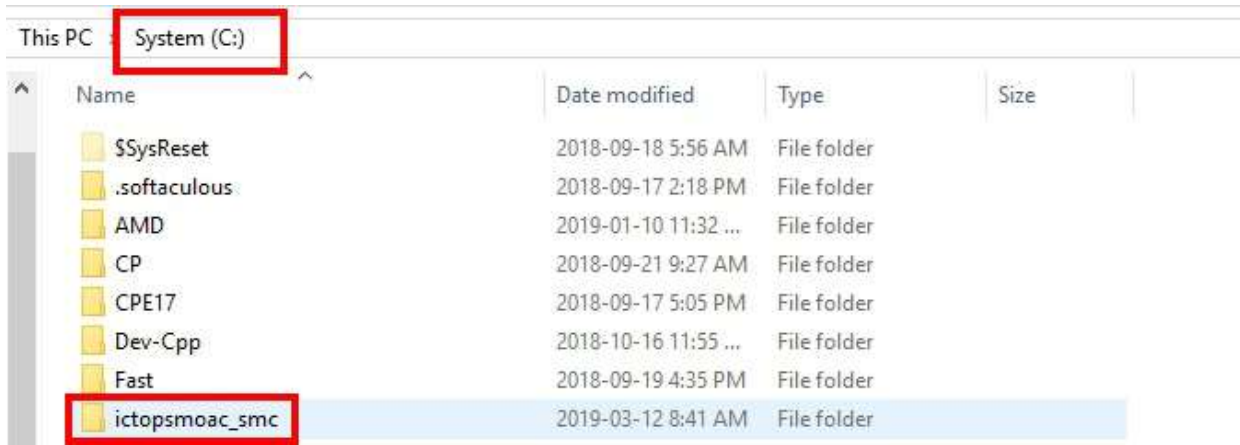 This PC › System (C:)
Name Date modified Type Size
$SysReset 2018-09-18 5:56 AM File folder
.softaculous 2018-09-17 2:18 PM File folder
AMD 2019-01-10 11:32 ... File folder
CP 2018-09-21 9:27 AM File folder
CPE17 2018-09-17 5:05 PM File folder
Dev-Cpp 2018-10-16 11:55 ... File folder
Fast 2018-09-19 4:35 PM File folder
ictopsmoac_smc 2019-03-12 8:41 AM File folder